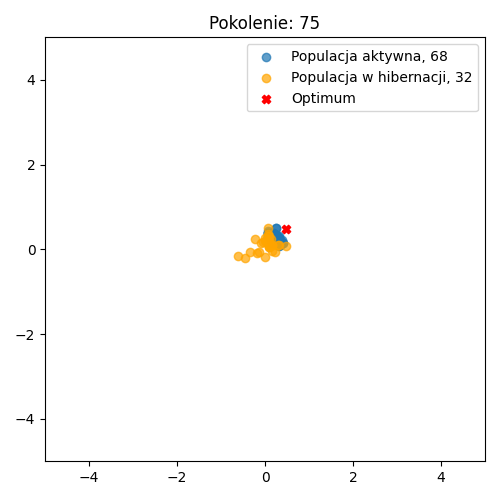 Pokolenie: 75
Populacja aktywna, 68
Populacja w hibernacji, 32
Optimum
4
2
0
−2
−4
−4 −2 0 2 4